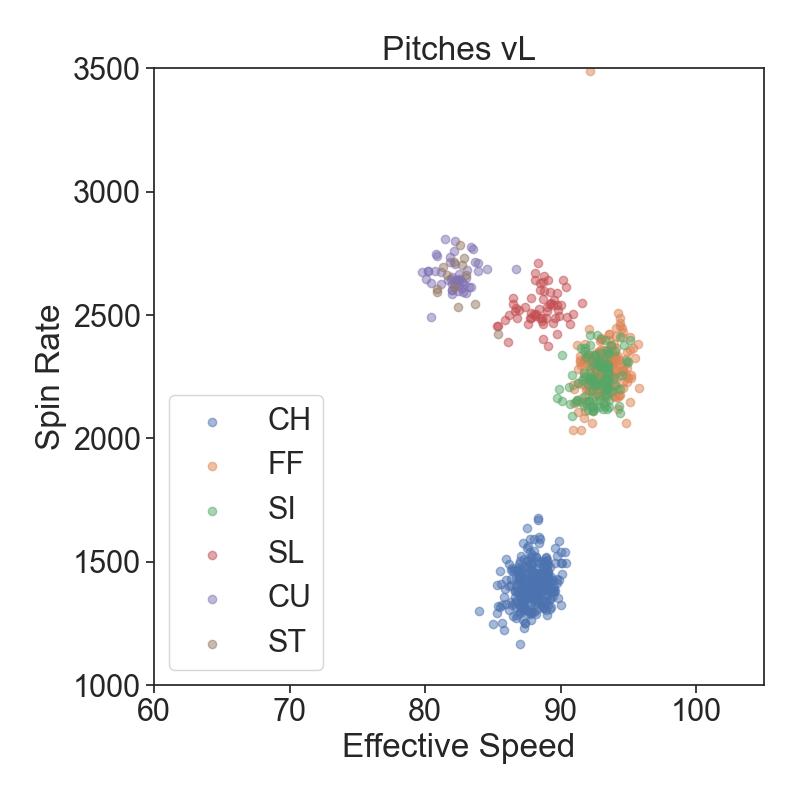 Pitches vL
3500
3000
2500
2000
1500
1000
Spin Rate
CH
FF
SI
SL
CU
ST
60 70 80 90 100
Effective Speed